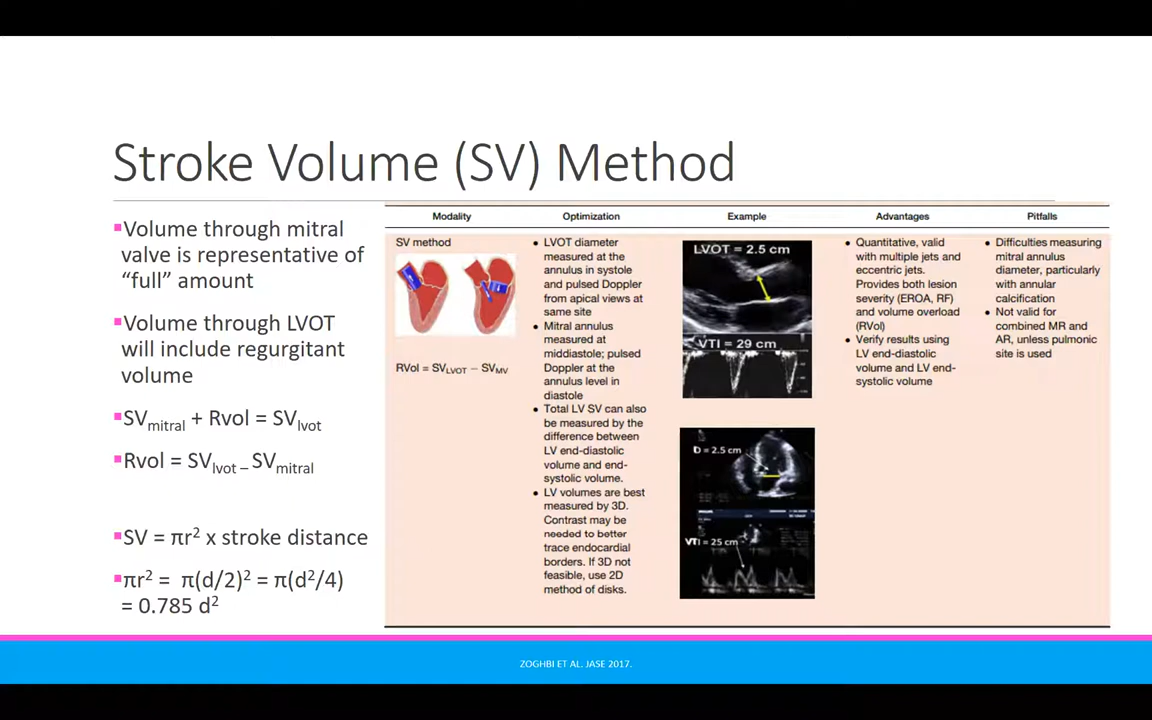 Stroke Volume (SV) Method
▪Volume through mitral
valve is representative of
“full” amount
▪Volume through LVOT
will include regurgitant
volume
▪SVmitral + Rvol = SVlvot
▪Rvol = SVlvot – SVmitral
▪SV = πr² x stroke distance
▪πr² = π(d/2)² = π(d²/4)
= 0.785 d²
Modality
SV method
RVol = SVLVOT − SVMV
Optimization
• LVOT diameter
measured at the
annulus in systole
and pulsed Doppler
from apical views at
same site
• Mitral annulus
measured at
middiastole; pulsed
Doppler at the
annulus level in
diastole
• Total LV SV can also
be measured by the
difference between
LV end-diastolic
volume and end-
systolic volume.
• LV volumes are best
measured by 3D.
Contrast may be
needed to better
trace endocardial
borders. If 3D not
feasible, use 2D
method of disks.
Example
LVOT = 2.5 cm
VTI = 29 cm
D = 2.5 cm
VTI = 25 cm
Advantages
• Quantitative, valid
with multiple jets and
eccentric jets.
Provides both lesion
severity (EROA, RF)
and volume overload
(RVol)
• Verify results using
LV end-diastolic
volume and LV end-
systolic volume
Pitfalls
• Difficulties measuring
mitral annulus
diameter, particularly
with annular
calcification
• Not valid for
combined MR and
AR, unless pulmonic
site is used
ZOGHBI ET AL. JASE 2017.